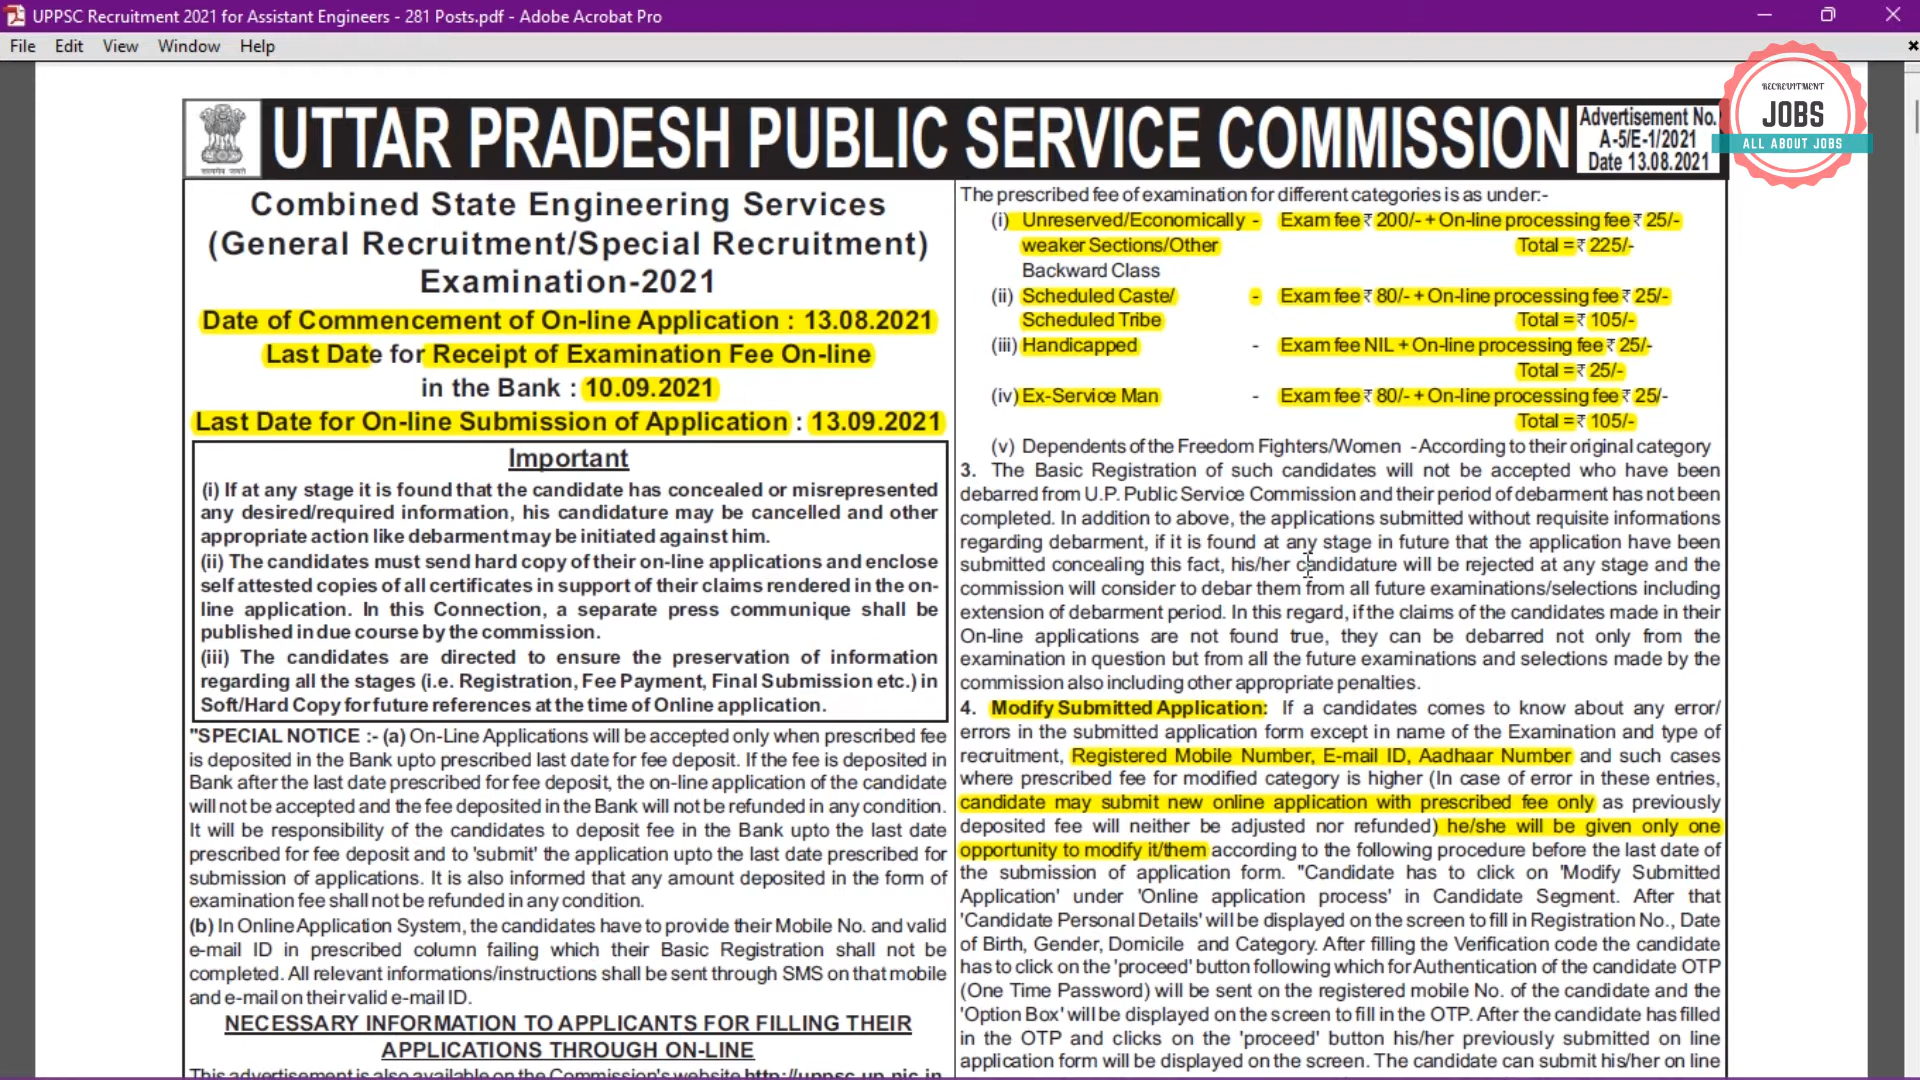 UPPSC Recruitment 2021 for Assistant Engineers - 281 Posts.pdf - Adobe Acrobat Pro
File Edit View Window Help
RECRCUITMENT
JOBS
ALL ABOUT JOBS
सत्यमेव जयते
UTTAR PRADESH PUBLIC SERVICE COMMISSION
Advertisement No.
A-5/E-1/2021
Date 13.08.2021
Combined State Engineering Services
(General Recruitment/Special Recruitment)
Examination-2021
Date of Commencement of On-line Application : 13.08.2021
Last Date for Receipt of Examination Fee On-line
in the Bank : 10.09.2021
Last Date for On-line Submission of Application : 13.09.2021
Important
(i) If at any stage it is found that the candidate has concealed or misrepresented
any desired/required information, his candidature may be cancelled and other
appropriate action like debarment may be initiated against him.
(ii) The candidates must send hard copy of their on-line applications and enclose
self attested copies of all certificates in support of their claims rendered in the on-
line application. In this Connection, a separate press communique shall be
published in due course by the commission.
(iii) The candidates are directed to ensure the preservation of information
regarding all the stages (i.e. Registration, Fee Payment, Final Submission etc.) in
Soft/Hard Copy for future references at the time of Online application.
"SPECIAL NOTICE :- (a) On-Line Applications will be accepted only when prescribed fee
is deposited in the Bank upto prescribed last date for fee deposit. If the fee is deposited in
Bank after the last date prescribed for fee deposit, the on-line application of the candidate
will not be accepted and the fee deposited in the Bank will not be refunded in any condition.
It will be responsibility of the candidates to deposit fee in the Bank upto the last date
prescribed for fee deposit and to 'submit' the application upto the last date prescribed for
submission of applications. It is also informed that any amount deposited in the form of
examination fee shall not be refunded in any condition.
(b) In Online Application System, the candidates have to provide their Mobile No. and valid
e-mail ID in prescribed column failing which their Basic Registration shall not be
completed. All relevant informations/instructions shall be sent through SMS on that mobile
and e-mail on their valid e-mail ID.
NECESSARY INFORMATION TO APPLICANTS FOR FILLING THEIR
APPLICATIONS THROUGH ON-LINE
This advertisement is also available on the Commission's website http://uppsc.up.nic.in
The prescribed fee of examination for different categories is as under:-
(i) Unreserved/Economically - Exam fee ₹ 200/- + On-line processing fee ₹ 25/-
weaker Sections/Other Total = ₹ 225/-
Backward Class
(ii) Scheduled Caste/ - Exam fee ₹ 80/- + On-line processing fee ₹ 25/-
Scheduled Tribe Total = ₹ 105/-
(iii) Handicapped - Exam fee NIL + On-line processing fee ₹ 25/-
Total = ₹ 25/-
(iv) Ex-Service Man - Exam fee ₹ 80/- + On-line processing fee ₹ 25/-
Total = ₹ 105/-
(v) Dependents of the Freedom Fighters/Women - According to their original category
3. The Basic Registration of such candidates will not be accepted who have been
debarred from U.P. Public Service Commission and their period of debarment has not been
completed. In addition to above, the applications submitted without requisite informations
regarding debarment, if it is found at any stage in future that the application have been
submitted concealing this fact, his/her candidature will be rejected at any stage and the
commission will consider to debar them from all future examinations/selections including
extension of debarment period. In this regard, if the claims of the candidates made in their
On-line applications are not found true, they can be debarred not only from the
examination in question but from all the future examinations and selections made by the
commission also including other appropriate penalties.
4. Modify Submitted Application: If a candidates comes to know about any error/
errors in the submitted application form except in name of the Examination and type of
recruitment, Registered Mobile Number, E-mail ID, Aadhaar Number and such cases
where prescribed fee for modified category is higher (In case of error in these entries,
candidate may submit new online application with prescribed fee only as previously
deposited fee will neither be adjusted nor refunded) he/she will be given only one
opportunity to modify it/them according to the following procedure before the last date of
the submission of application form. "Candidate has to click on 'Modify Submitted
Application' under 'Online application process' in Candidate Segment. After that
'Candidate Personal Details' will be displayed on the screen to fill in Registration No., Date
of Birth, Gender, Domicile and Category. After filling the Verification code the candidate
has to click on the 'proceed' button following which for Authentication of the candidate OTP
(One Time Password) will be sent on the registered mobile No. of the candidate and the
'Option Box' will be displayed on the screen to fill in the OTP. After the candidate has filled
in the OTP and clicks on the 'proceed' button his/her previously submitted on line
application form will be displayed on the screen. The candidate can submit his/her on line